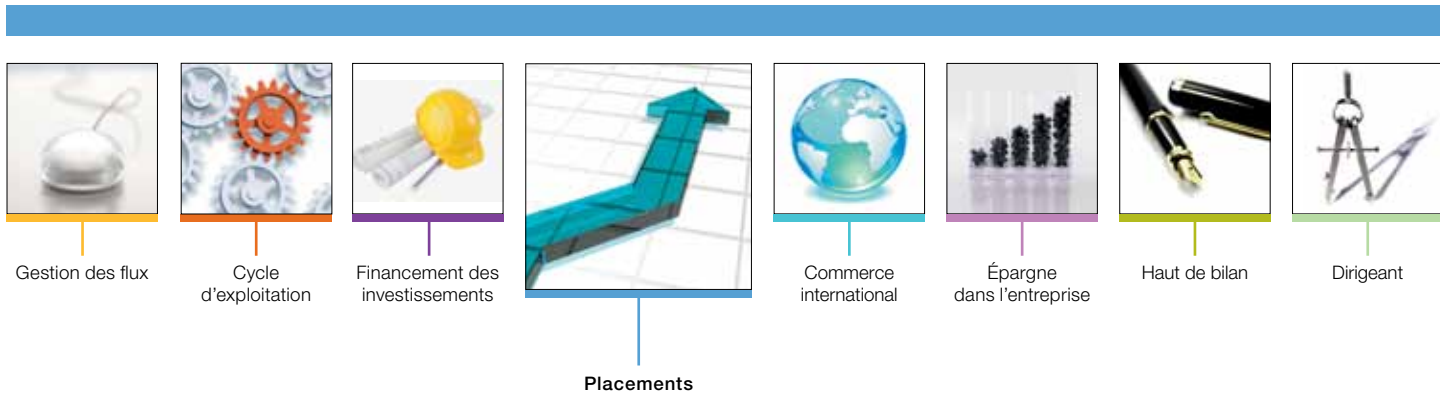 Gestion des flux
Cycle
d'exploitation
Financement des
investissements
Placements
Commerce
international
Épargne
dans l'entreprise
Haut de bilan
Dirigeant